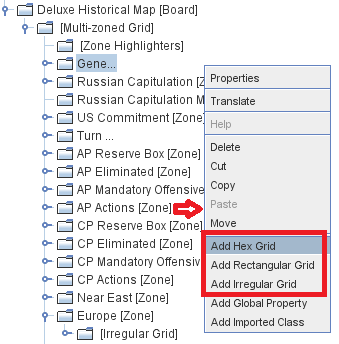 Deluxe Historical Map [Board]
[Multi-zoned Grid]
[Zone Highlighters]
Gene...
Russian Capitulation [Z
Russian Capitulation M
US Commitment [Zone]
Turn ...
AP Reserve Box [Zone]
AP Eliminated [Zone]
AP Mandatory Offensive
AP Actions [Zone]
CP Reserve Box [Zone]
CP Eliminated [Zone]
CP Mandatory Offensive
CP Actions [Zone]
Near East [Zone]
Europe [Zone]
[Irregular Grid]
Properties
Translate
Help
Delete
Cut
Copy
Paste
Move
Add Hex Grid
Add Rectangular Grid
Add Irregular Grid
Add Global Property
Add Imported Class